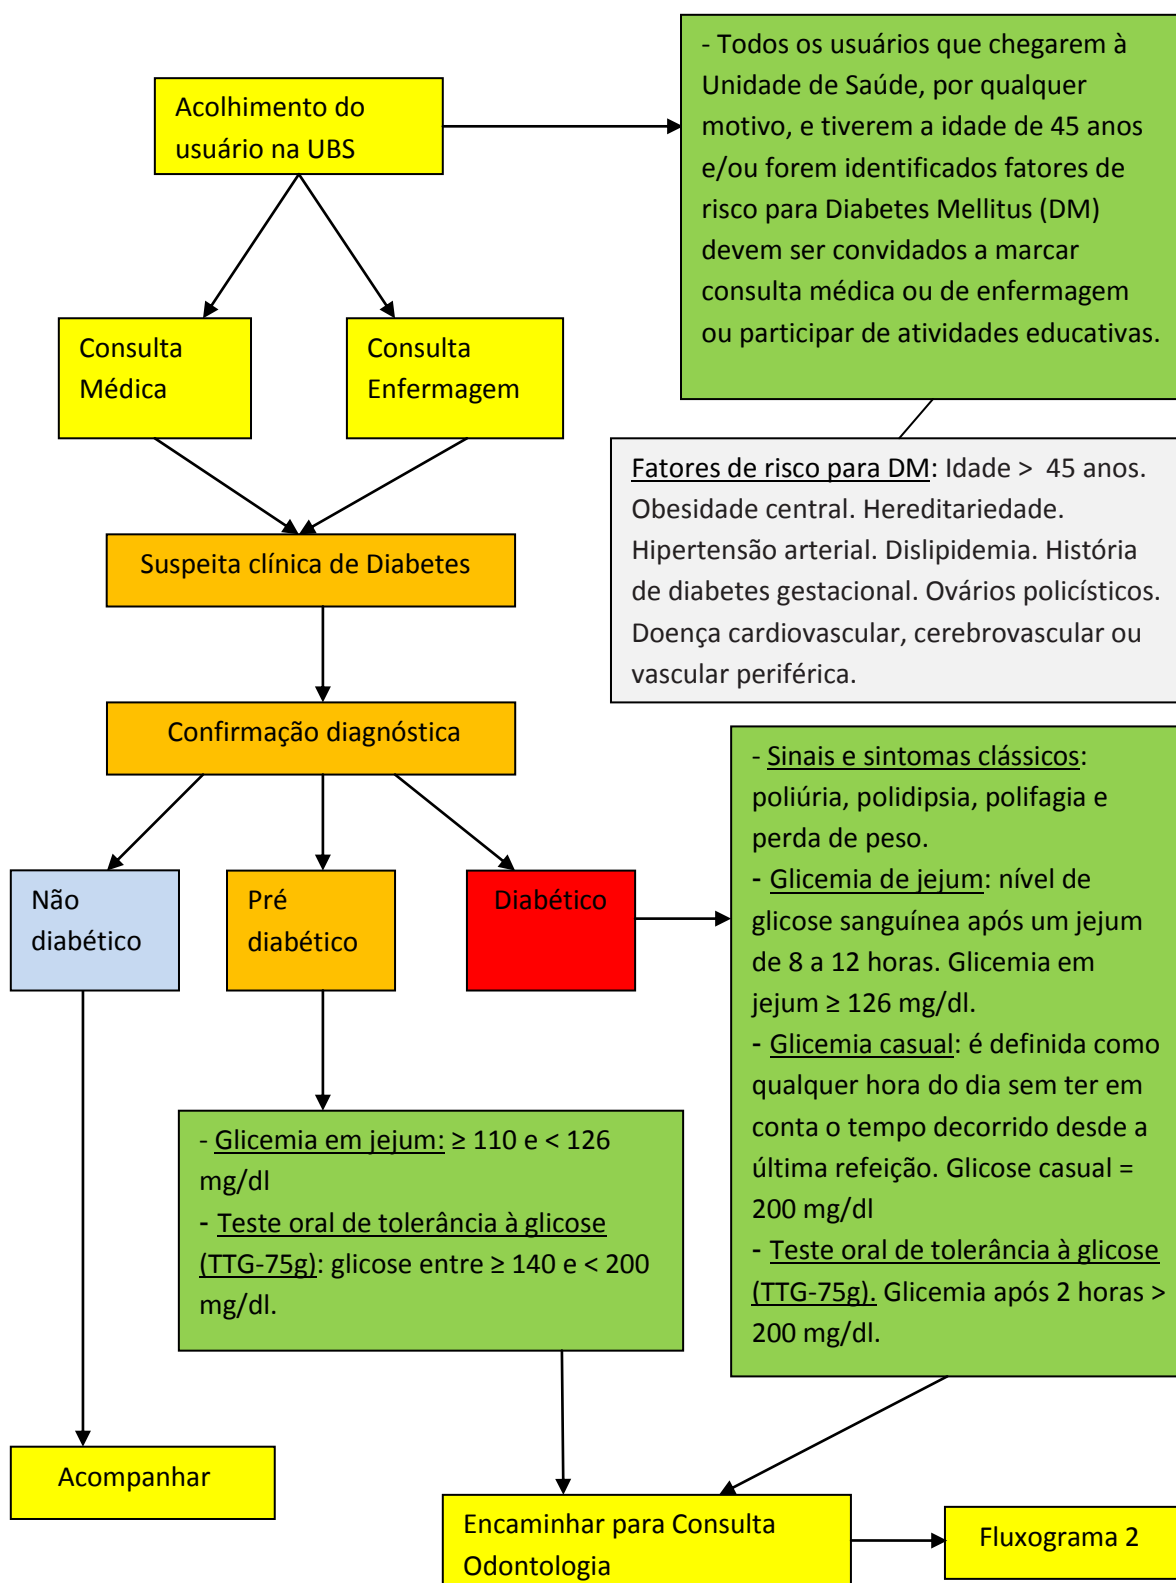 Acolhimento do
usuário na UBS
- Todos os usuários que chegarem à
Unidade de Saúde, por qualquer
motivo, e tiverem a idade de 45 anos
e/ou forem identificados fatores de
risco para Diabetes Mellitus (DM)
devem ser convidados a marcar
consulta médica ou de enfermagem
ou participar de atividades educativas.
Consulta
Médica
Consulta
Enfermagem
Fatores de risco para DM: Idade > 45 anos.
Obesidade central. Hereditariedade.
Hipertensão arterial. Dislipidemia. História
de diabetes gestacional. Ovários policísticos.
Doença cardiovascular, cerebrovascular ou
vascular periférica.
Suspeita clínica de Diabetes
Confirmação diagnóstica
Não
diabético
Pré
diabético
Diabético
- Sinais e sintomas clássicos:
poliúria, polidipsia, polifagia e
perda de peso.
- Glicemia de jejum: nível de
glicose sanguínea após um jejum
de 8 a 12 horas. Glicemia em
jejum ≥ 126 mg/dl.
- Glicemia casual: é definida como
qualquer hora do dia sem ter em
conta o tempo decorrido desde a
última refeição. Glicose casual =
200 mg/dl
- Teste oral de tolerância à glicose
(TTG-75g). Glicemia após 2 horas >
200 mg/dl.
- Glicemia em jejum: ≥ 110 e < 126
mg/dl
- Teste oral de tolerância à glicose
(TTG-75g): glicose entre ≥ 140 e < 200
mg/dl.
Acompanhar
Encaminhar para Consulta
Odontologia
Fluxograma 2